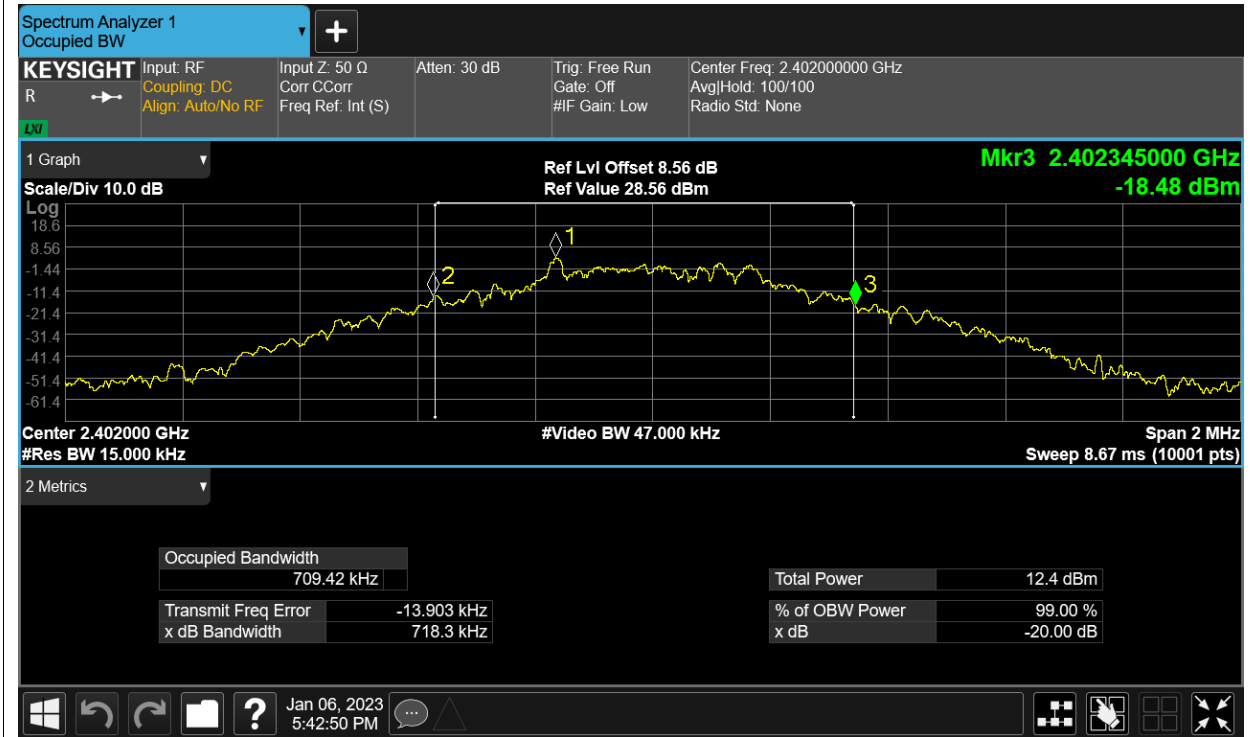 Spectrum Analyzer 1
Occupied BW
KEYSIGHT
R
LXI
Input: RF
Coupling: DC
Align: Auto/No RF
Input Z: 50 Ω
Corr CCorr
Freq Ref: Int (S)
Atten: 30 dB
Trig: Free Run
Gate: Off
#IF Gain: Low
Center Freq: 2.402000000 GHz
Avg|Hold: 100/100
Radio Std: None
1 Graph
Scale/Div 10.0 dB
Ref Lvl Offset 8.56 dB
Ref Value 28.56 dBm
Mkr3 2.402345000 GHz
-18.48 dBm
Log
18.6
8.56
-1.44
-11.4
-21.4
-31.4
-41.4
-51.4
-61.4
1
2
3
Center 2.402000 GHz
#Res BW 15.000 kHz
#Video BW 47.000 kHz
Span 2 MHz
Sweep 8.67 ms (10001 pts)
2 Metrics
Occupied Bandwidth
709.42 kHz
Transmit Freq Error -13.903 kHz
x dB Bandwidth 718.3 kHz
Total Power 12.4 dBm
% of OBW Power 99.00 %
x dB -20.00 dB
?
Jan 06, 2023
5:42:50 PM